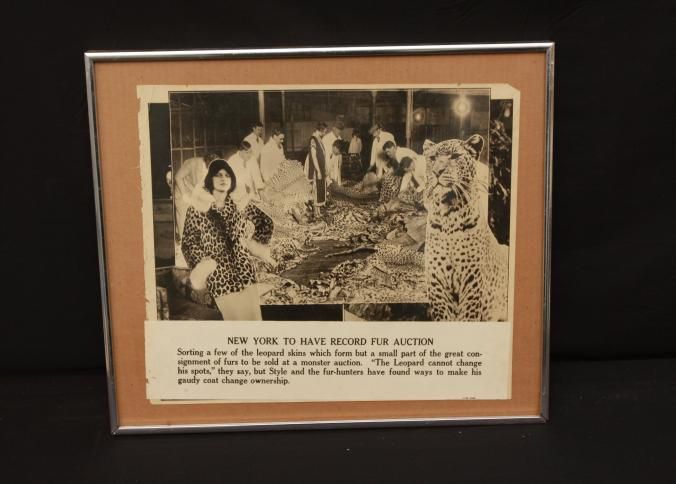 NEW YORK TO HAVE RECORD FUR AUCTION
Sorting a few of the leopard skins which form but a small part of the great con-
signment of furs to be sold at a monster auction. "The Leopard cannot change
his spots," they say, but Style and the fur-hunters have found ways to make his
gaudy coat change ownership.